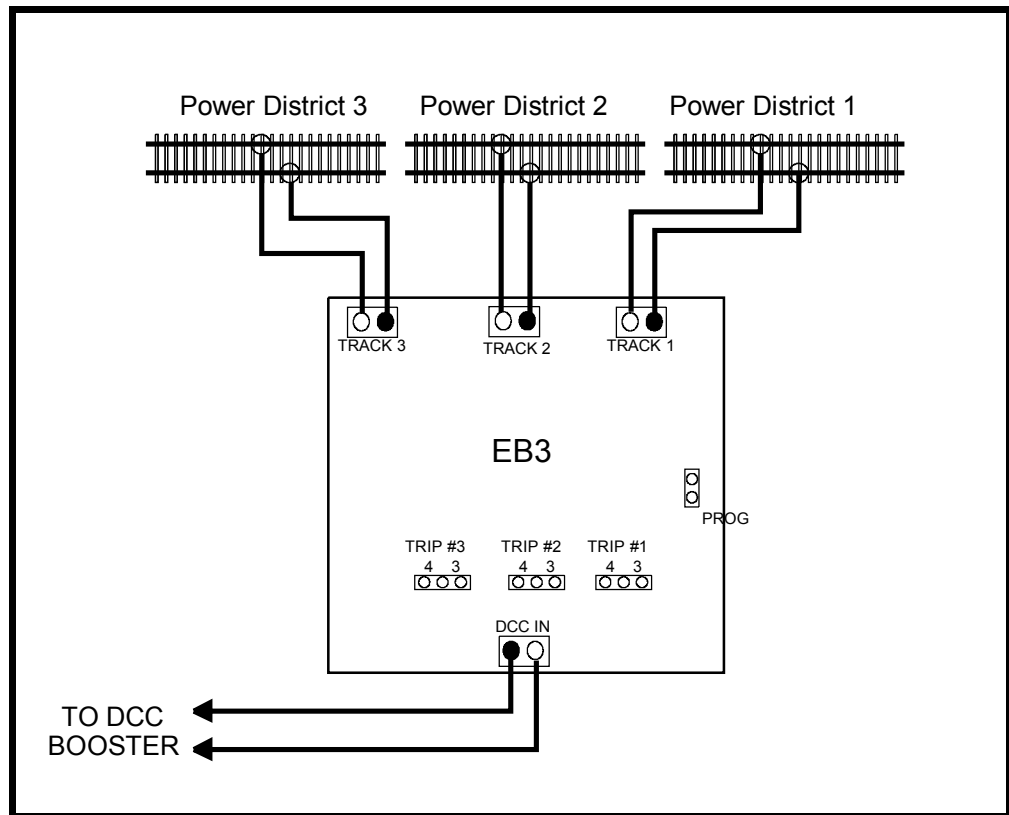 Power District 3 Power District 2 Power District 1
TRACK 3 TRACK 2 TRACK 1
EB3
PROG
TRIP #3 TRIP #2 TRIP #1
4 3 4 3 4 3
DCC IN
TO DCC
BOOSTER